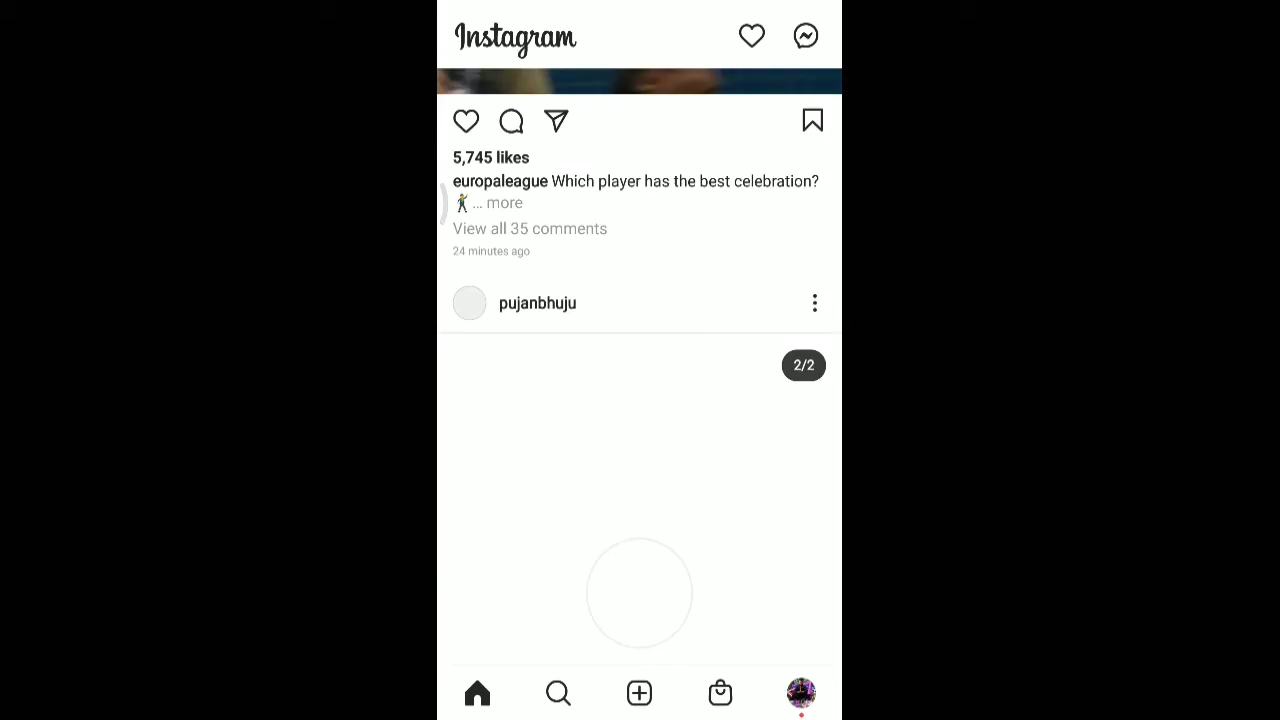 Instagram
5,745 likes
europaleague Which player has the best celebration?
🕺... more
View all 35 comments
24 minutes ago
pujanbhuju
2/2